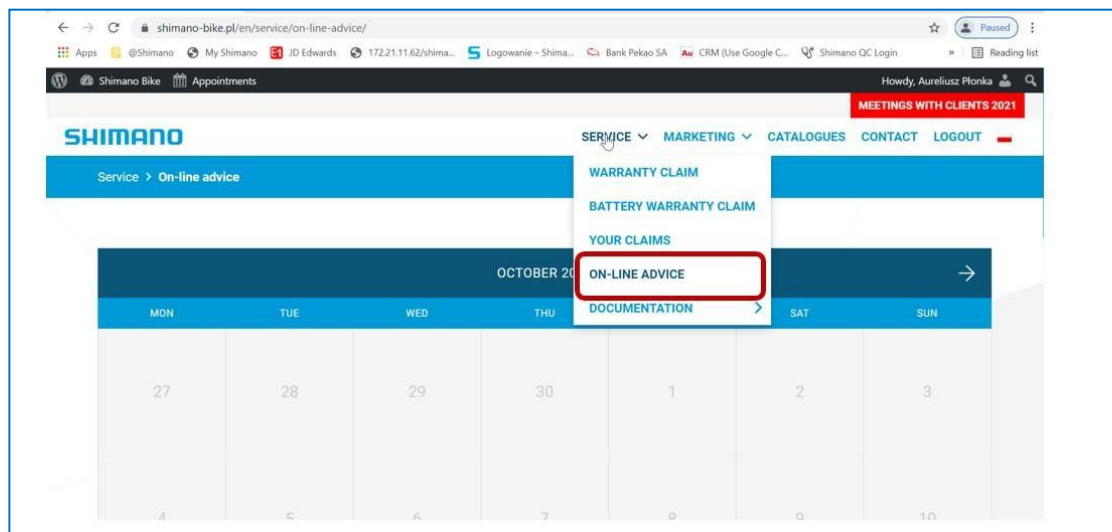 shimano-bike.pl/en/service/on-line-advice/ Paused
Apps @Shimano My Shimano JD Edwards 172.21.11.62/shima... Logowanie – Shima... Bank Pekao SA Au CRM (Use Google C... Shimano QC Login » Reading list
Shimano Bike Appointments Howdy, Aureliusz Płonka
MEETINGS WITH CLIENTS 2021
SHIMANO SERVICE MARKETING CATALOGUES CONTACT LOGOUT
Service > On-line advice
WARRANTY CLAIM
BATTERY WARRANTY CLAIM
YOUR CLAIMS
OCTOBER
ON-LINE ADVICE
DOCUMENTATION
MON TUE WED THU SAT SUN
27 28 29 30 1 2 3
4 5 6 7 8 9 10